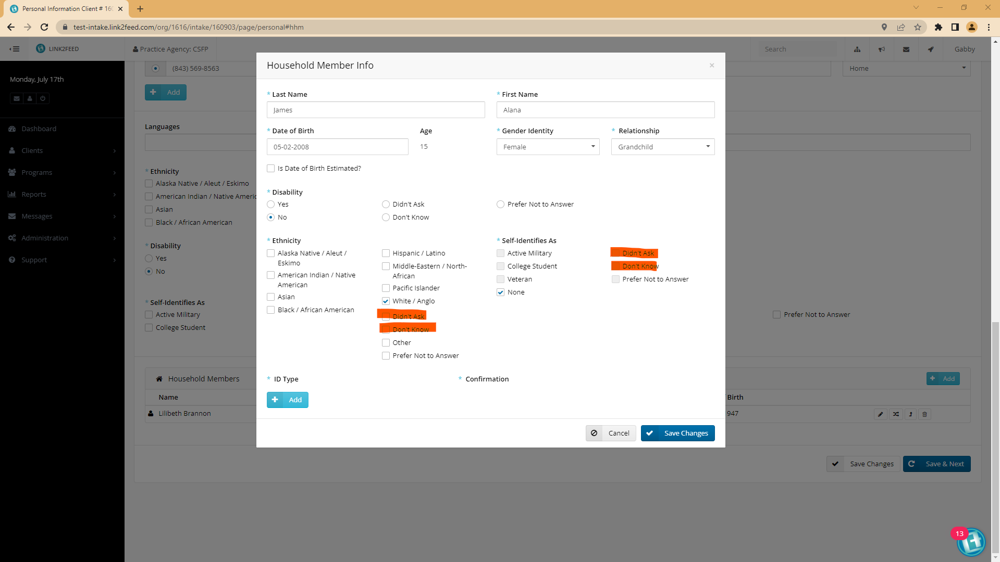 Personal Information Client # 160
test-intake.link2feed.com/org/1616/intake/160903/page/personal#hhm
LINK2FEED
Practice Agency: CSFP
Search
Gabby
Monday, July 17th
Dashboard
Clients
Programs
Reports
Messages
Administration
Support
(843) 569-8563
Home
Add
Languages
* Ethnicity
Alaska Native / Aleut / Eskimo
American Indian / Native Americ
Asian
Black / African American
* Disability
Yes
No
* Self-Identifies As
Active Military
College Student
Prefer Not to Answer
Household Members
Add
Name
Birth
Lilibeth Brannon
947
Save Changes
Save & Next
13
Household Member Info
×
* Last Name
* First Name
James
Alana
* Date of Birth
Age
* Gender Identity
* Relationship
05-02-2008
15
Female
Grandchild
Is Date of Birth Estimated?
* Disability
Yes
Didn't Ask
Prefer Not to Answer
No
Don't Know
* Ethnicity
Alaska Native / Aleut /
Eskimo
American Indian / Native
American
Asian
Black / African American
Hispanic / Latino
Middle-Eastern / North-
African
Pacific Islander
White / Anglo
Didn't Ask
Don't Know
Other
Prefer Not to Answer
* Self-Identifies As
Active Military
College Student
Veteran
None
Didn't Ask
Don't Know
Prefer Not to Answer
* ID Type
* Confirmation
Add
Cancel
Save Changes